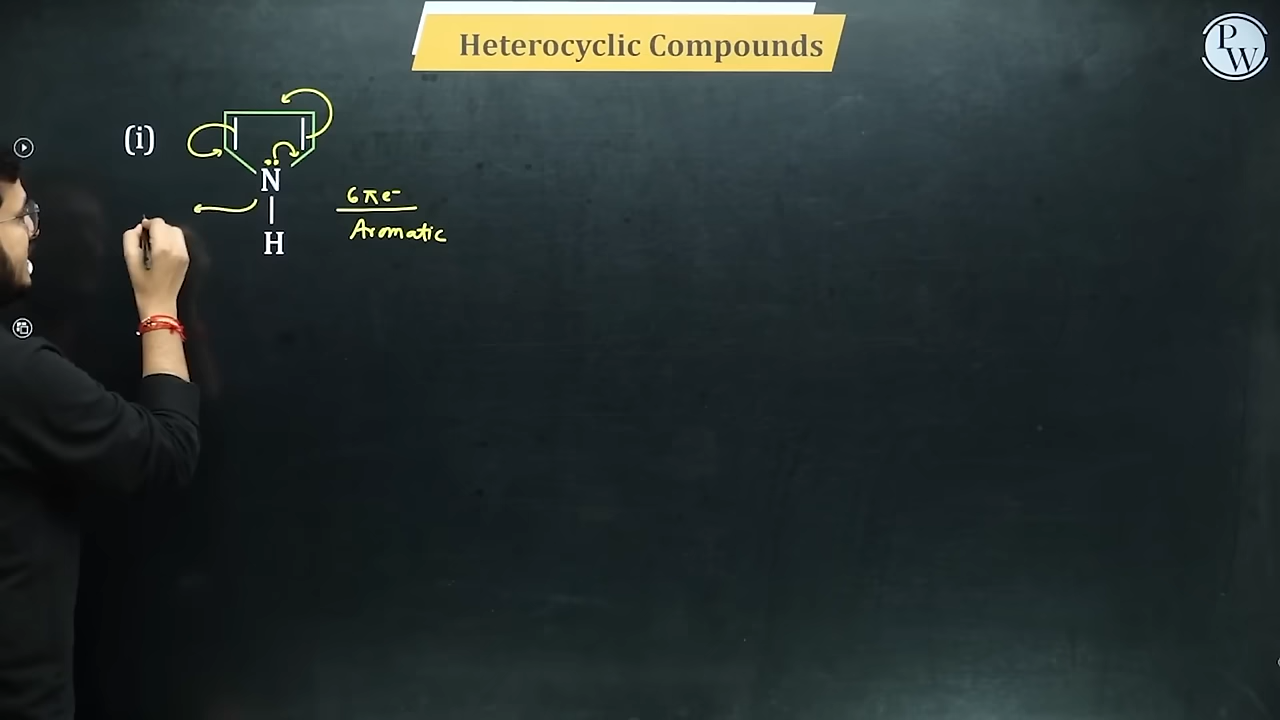 Heterocyclic Compounds
PW
(i)
N
H
6πe⁻
Aromatic